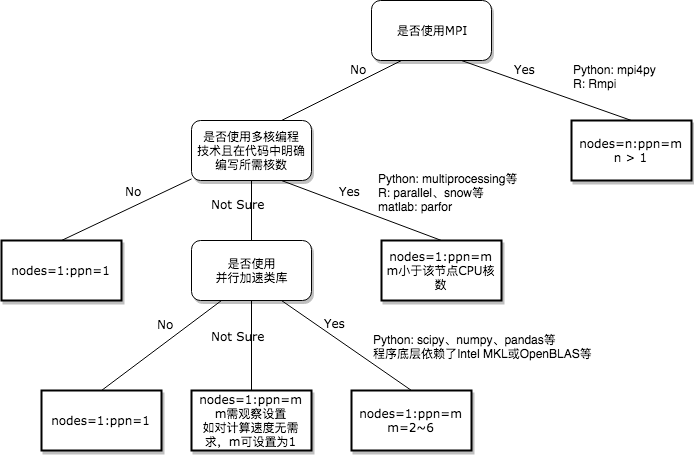 是否使用MPI
No
Yes
Python: mpi4py
R: Rmpi
是否使用多核编程
技术且在代码中明确
编写所需核数
nodes=n:ppn=m
n > 1
No
Not Sure
Yes
Python: multiprocessing等
R: parallel、snow等
matlab: parfor
nodes=1:ppn=1
是否使用
并行加速类库
nodes=1:ppn=m
m小于该节点CPU核
数
No
Not Sure
Yes
Python: scipy、numpy、pandas等
程序底层依赖了Intel MKL或OpenBLAS等
nodes=1:ppn=1
nodes=1:ppn=m
m需观察设置
如对计算速度无需
求，m可设置为1
nodes=1:ppn=m
m=2~6